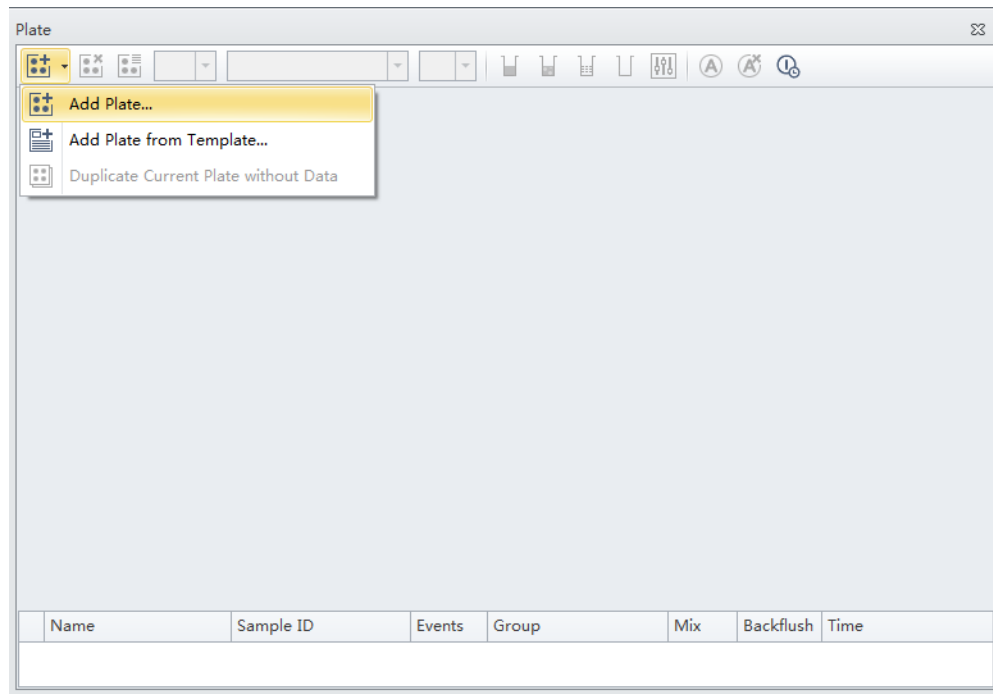 Plate
Add Plate...
Add Plate from Template...
Duplicate Current Plate without Data
Name Sample ID Events Group Mix Backflush Time